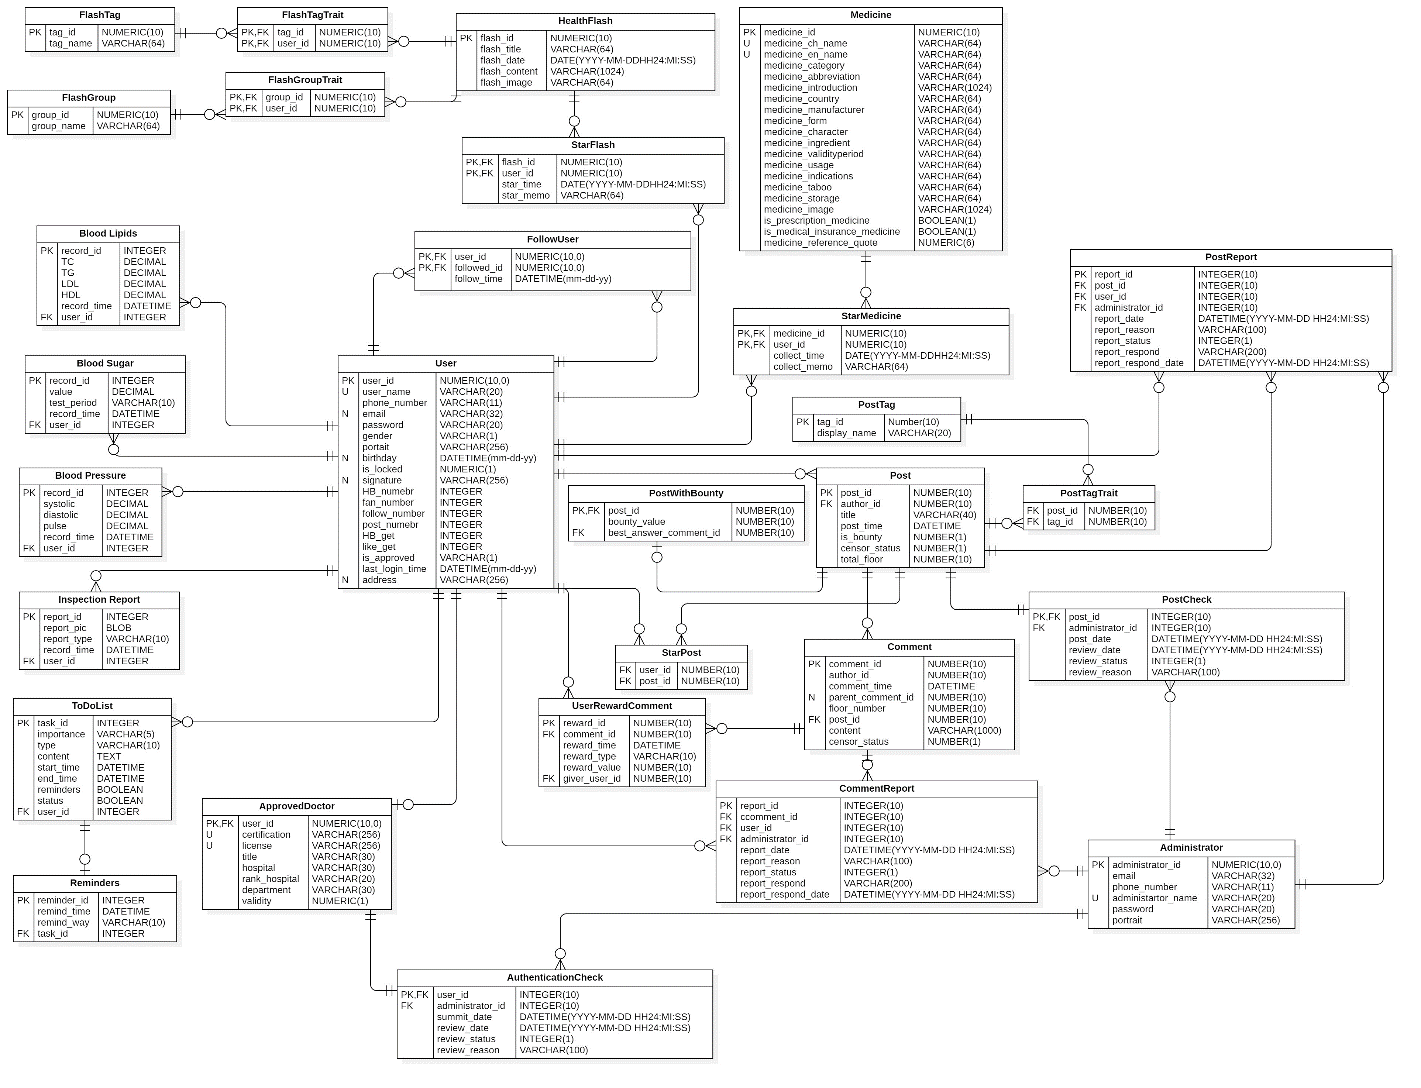 FlashTag
PK tag_id NUMERIC(10)
tag_name VARCHAR(64)
FlashTagTrait
PK,FK tag_id NUMERIC(10)
PK,FK user_id NUMERIC(10)
HealthFlash
PK flash_id NUMERIC(10)
flash_title VARCHAR(64)
flash_date DATE(YYYY-MM-DDHH24:MI:SS)
flash_content VARCHAR(1024)
flash_image VARCHAR(64)
Medicine
PK medicine_id NUMERIC(10)
U medicine_ch_name VARCHAR(64)
U medicine_en_name VARCHAR(64)
medicine_category VARCHAR(64)
medicine_abbreviation VARCHAR(64)
medicine_introduction VARCHAR(1024)
medicine_country VARCHAR(64)
medicine_manufacturer VARCHAR(64)
medicine_form VARCHAR(64)
medicine_character VARCHAR(64)
medicine_ingredient VARCHAR(64)
medicine_validityperiod VARCHAR(64)
medicine_usage VARCHAR(64)
medicine_indications VARCHAR(64)
medicine_taboo VARCHAR(64)
medicine_storage VARCHAR(64)
medicine_image VARCHAR(1024)
is_prescription_medicine BOOLEAN(1)
is_medical_insurance_medicine BOOLEAN(1)
medicine_reference_quote NUMERIC(6)
FlashGroup
PK group_id NUMERIC(10)
group_name VARCHAR(64)
FlashGroupTrait
PK,FK group_id NUMERIC(10)
PK,FK user_id NUMERIC(10)
StarFlash
PK,FK flash_id NUMERIC(10)
PK,FK user_id NUMERIC(10)
star_time DATE(YYYY-MM-DDHH24:MI:SS)
star_memo VARCHAR(64)
Blood Lipids
PK record_id INTEGER
TC DECIMAL
TG DECIMAL
LDL DECIMAL
HDL DECIMAL
record_time DATETIME
FK user_id INTEGER
FollowUser
PK,FK user_id NUMERIC(10,0)
PK,FK followed_id NUMERIC(10,0)
follow_time DATETIME(mm-dd-yy)
PostReport
PK report_id INTEGER(10)
FK post_id INTEGER(10)
FK user_id INTEGER(10)
FK administrator_id INTEGER(10)
report_date DATETIME(YYYY-MM-DD HH24:MI:SS)
report_reason VARCHAR(100)
report_status INTEGER(1)
report_respond VARCHAR(200)
report_respond_date DATETIME(YYYY-MM-DD HH24:MI:SS)
StarMedicine
PK,FK medicine_id NUMERIC(10)
PK,FK user_id NUMERIC(10)
collect_time DATE(YYYY-MM-DDHH24:MI:SS)
collect_memo VARCHAR(64)
Blood Sugar
PK record_id INTEGER
value DECIMAL
test_period VARCHAR(10)
record_time DATETIME
FK user_id INTEGER
User
PK user_id NUMERIC(10,0)
U user_name VARCHAR(20)
phone_number VARCHAR(11)
N email VARCHAR(32)
password VARCHAR(20)
gender VARCHAR(1)
portait VARCHAR(256)
N birthday DATETIME(mm-dd-yy)
is_locked NUMERIC(1)
N signature VARCHAR(256)
HB_numebr INTEGER
fan_number INTEGER
follow_number INTEGER
post_numebr INTEGER
HB_get INTEGER
like_get INTEGER
is_approved VARCHAR(1)
last_login_time DATETIME(mm-dd-yy)
N address VARCHAR(256)
PostTag
PK tag_id Number(10)
display_name VARCHAR(20)
Blood Pressure
PK record_id INTEGER
systolic DECIMAL
diastolic DECIMAL
pulse DECIMAL
record_time DATETIME
FK user_id INTEGER
PostWithBounty
PK,FK post_id NUMBER(10)
bounty_value NUMBER(10)
FK best_answer_comment_id NUMBER(10)
Post
PK post_id NUMBER(10)
FK author_id NUMBER(10)
title VARCHAR(40)
post_time DATETIME
is_bounty NUMBER(1)
censor_status NUMBER(1)
total_floor NUMBER(10)
PostTagTrait
FK post_id NUMBER(10)
FK tag_id NUMBER(10)
Inspection Report
PK report_id INTEGER
report_pic BLOB
report_type VARCHAR(10)
record_time DATETIME
FK user_id INTEGER
PostCheck
PK,FK post_id INTEGER(10)
FK administrator_id INTEGER(10)
post_date DATETIME(YYYY-MM-DD HH24:MI:SS)
review_date DATETIME(YYYY-MM-DD HH24:MI:SS)
review_status INTEGER(1)
review_reason VARCHAR(100)
StarPost
FK user_id NUMBER(10)
FK post_id NUMBER(10)
Comment
PK comment_id NUMBER(10)
author_id NUMBER(10)
comment_time DATETIME
N parent_comment_id NUMBER(10)
floor_number NUMBER(10)
FK post_id NUMBER(10)
content VARCHAR(1000)
censor_status NUMBER(1)
ToDoList
PK task_id INTEGER
importance VARCHAR(5)
type VARCHAR(10)
content TEXT
start_time DATETIME
end_time DATETIME
reminders BOOLEAN
status BOOLEAN
FK user_id INTEGER
UserRewardComment
PK reward_id NUMBER(10)
FK comment_id NUMBER(10)
reward_time DATETIME
reward_type VARCHAR(10)
reward_value NUMBER(10)
FK giver_user_id NUMBER(10)
CommentReport
PK report_id INTEGER(10)
FK ccomment_id INTEGER(10)
FK user_id INTEGER(10)
FK administrator_id INTEGER(10)
report_date DATETIME(YYYY-MM-DD HH24:MI:SS)
report_reason VARCHAR(100)
report_status INTEGER(1)
report_respond VARCHAR(200)
report_respond_date DATETIME(YYYY-MM-DD HH24:MI:SS)
ApprovedDoctor
PK,FK user_id NUMERIC(10,0)
U certification VARCHAR(256)
U license VARCHAR(256)
title VARCHAR(30)
hospital VARCHAR(30)
rank_hospital VARCHAR(20)
department VARCHAR(30)
validity NUMERIC(1)
Administrator
PK administrator_id NUMERIC(10,0)
email VARCHAR(32)
phone_number VARCHAR(11)
U administartor_name VARCHAR(20)
password VARCHAR(20)
portrait VARCHAR(256)
Reminders
PK reminder_id INTEGER
remind_time DATETIME
remind_way VARCHAR(10)
FK task_id INTEGER
AuthenticationCheck
PK,FK user_id INTEGER(10)
FK administrator_id INTEGER(10)
summit_date DATETIME(YYYY-MM-DD HH24:MI:SS)
review_date DATETIME(YYYY-MM-DD HH24:MI:SS)
review_status INTEGER(1)
review_reason VARCHAR(100)